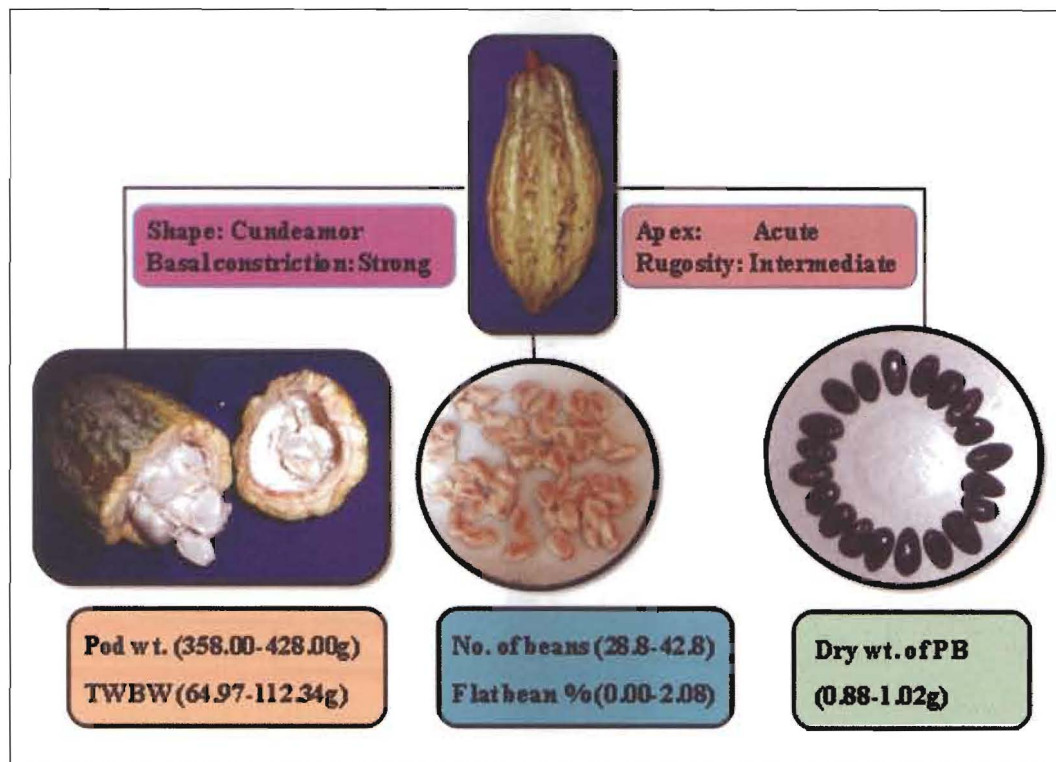 Shape: Cundeamor
Basal constriction: Strong
Apex: Acute
Rugosity: Intermediate
Pod wt. (358.00-428.00g)
TWBW (64.97-112.34g)
No. of beans (28.8-42.8)
Flat bean % (0.00-2.08)
Dry wt. of PB
(0.88-1.02g)